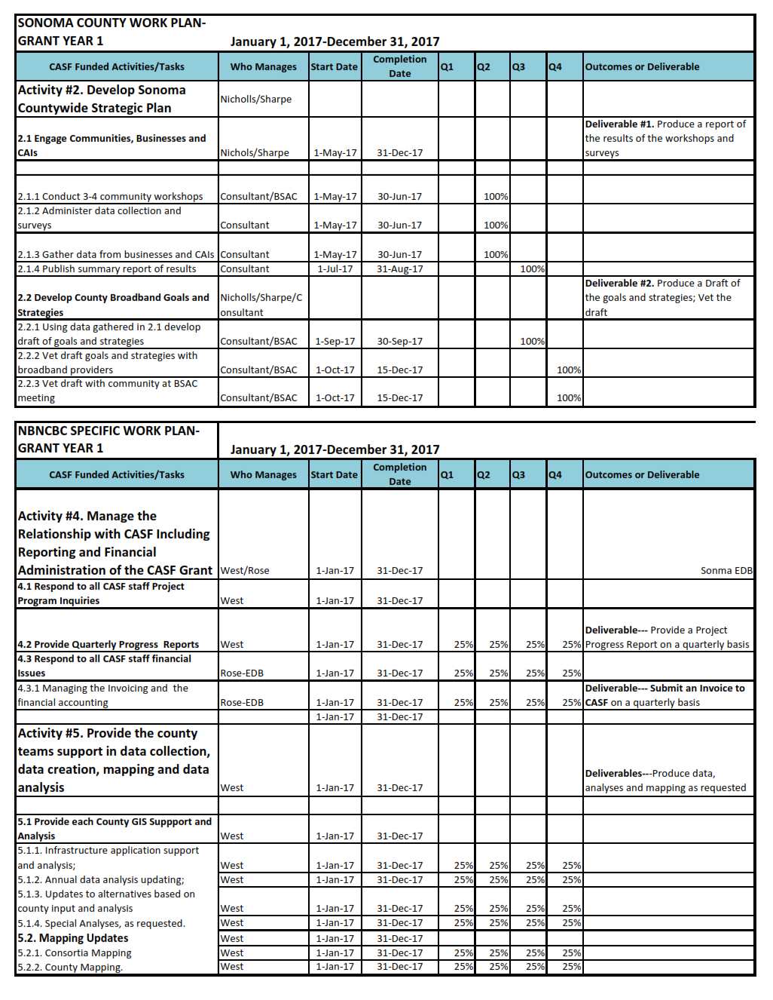 SONOMA COUNTY WORK PLAN-
GRANT YEAR 1 January 1, 2017-December 31, 2017
CASF Funded Activities/Tasks Who Manages Start Date Completion Date Q1 Q2 Q3 Q4 Outcomes or Deliverable
Activity #2. Develop Sonoma
Countywide Strategic Plan Nicholls/Sharpe
2.1 Engage Communities, Businesses and
CAIs Nichols/Sharpe 1-May-17 31-Dec-17 Deliverable #1. Produce a report of
the results of the workshops and
surveys
2.1.1 Conduct 3-4 community workshops Consultant/BSAC 1-May-17 30-Jun-17 100%
2.1.2 Administer data collection and
surveys Consultant 1-May-17 30-Jun-17 100%
2.1.3 Gather data from businesses and CAIs Consultant 1-May-17 30-Jun-17 100%
2.1.4 Publish summary report of results Consultant 1-Jul-17 31-Aug-17 100%
2.2 Develop County Broadband Goals and
Strategies Nicholls/Sharpe/C
onsultant Deliverable #2. Produce a Draft of
the goals and strategies; Vet the
draft
2.2.1 Using data gathered in 2.1 develop
draft of goals and strategies Consultant/BSAC 1-Sep-17 30-Sep-17 100%
2.2.2 Vet draft goals and strategies with
broadband providers Consultant/BSAC 1-Oct-17 15-Dec-17 100%
2.2.3 Vet draft with community at BSAC
meeting Consultant/BSAC 1-Oct-17 15-Dec-17 100%
NBNCBC SPECIFIC WORK PLAN-
GRANT YEAR 1 January 1, 2017-December 31, 2017
CASF Funded Activities/Tasks Who Manages Start Date Completion Date Q1 Q2 Q3 Q4 Outcomes or Deliverable
Activity #4. Manage the
Relationship with CASF Including
Reporting and Financial
Administration of the CASF Grant West/Rose 1-Jan-17 31-Dec-17 Sonma EDB
4.1 Respond to all CASF staff Project
Program Inquiries West 1-Jan-17 31-Dec-17
4.2 Provide Quarterly Progress Reports West 1-Jan-17 31-Dec-17 25% 25% 25% 25% Deliverable--- Provide a Project
Progress Report on a quarterly basis
4.3 Respond to all CASF staff financial
Issues Rose-EDB 1-Jan-17 31-Dec-17 25% 25% 25% 25%
4.3.1 Managing the Invoicing and the
financial accounting Rose-EDB 1-Jan-17 31-Dec-17 25% 25% 25% 25% Deliverable--- Submit an Invoice to
CASF on a quarterly basis
1-Jan-17 31-Dec-17
Activity #5. Provide the county
teams support in data collection,
data creation, mapping and data
analysis West 1-Jan-17 31-Dec-17 Deliverables---Produce data,
analyses and mapping as requested
5.1 Provide each County GIS Suppport and
Analysis West 1-Jan-17 31-Dec-17
5.1.1. Infrastructure application support
and analysis; West 1-Jan-17 31-Dec-17 25% 25% 25% 25%
5.1.2. Annual data analysis updating; West 1-Jan-17 31-Dec-17 25% 25% 25% 25%
5.1.3. Updates to alternatives based on
county input and analysis West 1-Jan-17 31-Dec-17 25% 25% 25% 25%
5.1.4. Special Analyses, as requested. West 1-Jan-17 31-Dec-17 25% 25% 25% 25%
5.2. Mapping Updates West 1-Jan-17 31-Dec-17
5.2.1. Consortia Mapping West 1-Jan-17 31-Dec-17 25% 25% 25% 25%
5.2.2. County Mapping. West 1-Jan-17 31-Dec-17 25% 25% 25% 25%